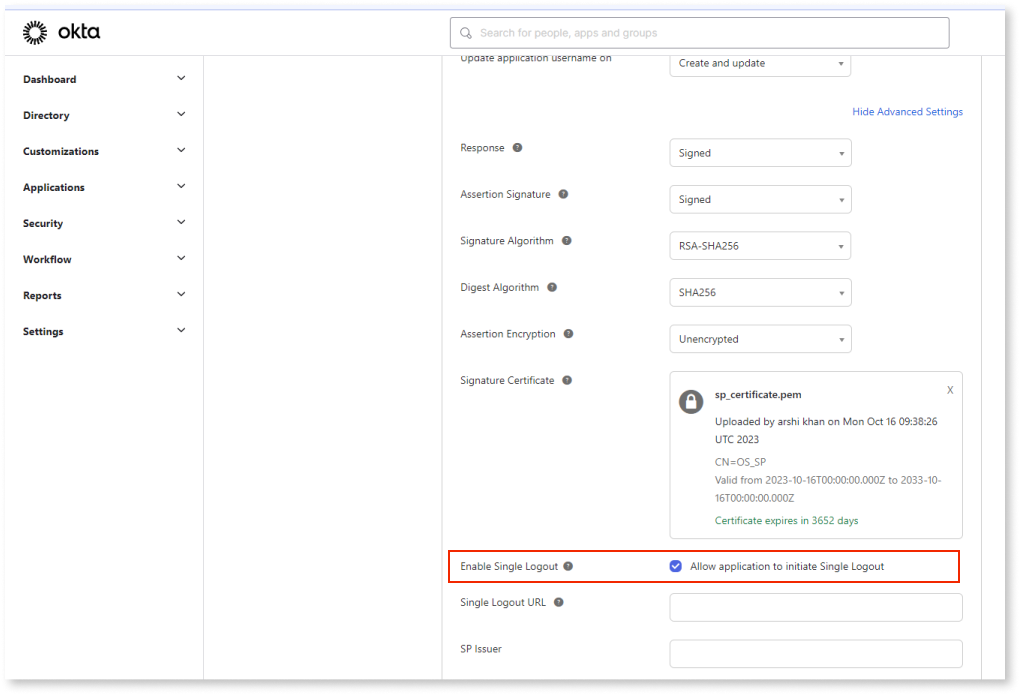 okta
Search for people, apps and groups
Dashboard
Directory
Customizations
Applications
Security
Workflow
Reports
Settings
Update application username on
Create and update
Hide Advanced Settings
Response ?
Signed
Assertion Signature ?
Signed
Signature Algorithm ?
RSA-SHA256
Digest Algorithm ?
SHA256
Assertion Encryption ?
Unencrypted
Signature Certificate ?
X
sp_certificate.pem
Uploaded by arshi khan on Mon Oct 16 09:38:26
UTC 2023
CN=OS_SP
Valid from 2023-10-16T00:00:00.000Z to 2033-10-
16T00:00:00.000Z
Certificate expires in 3652 days
Enable Single Logout ?
Allow application to initiate Single Logout
Single Logout URL ?
SP Issuer